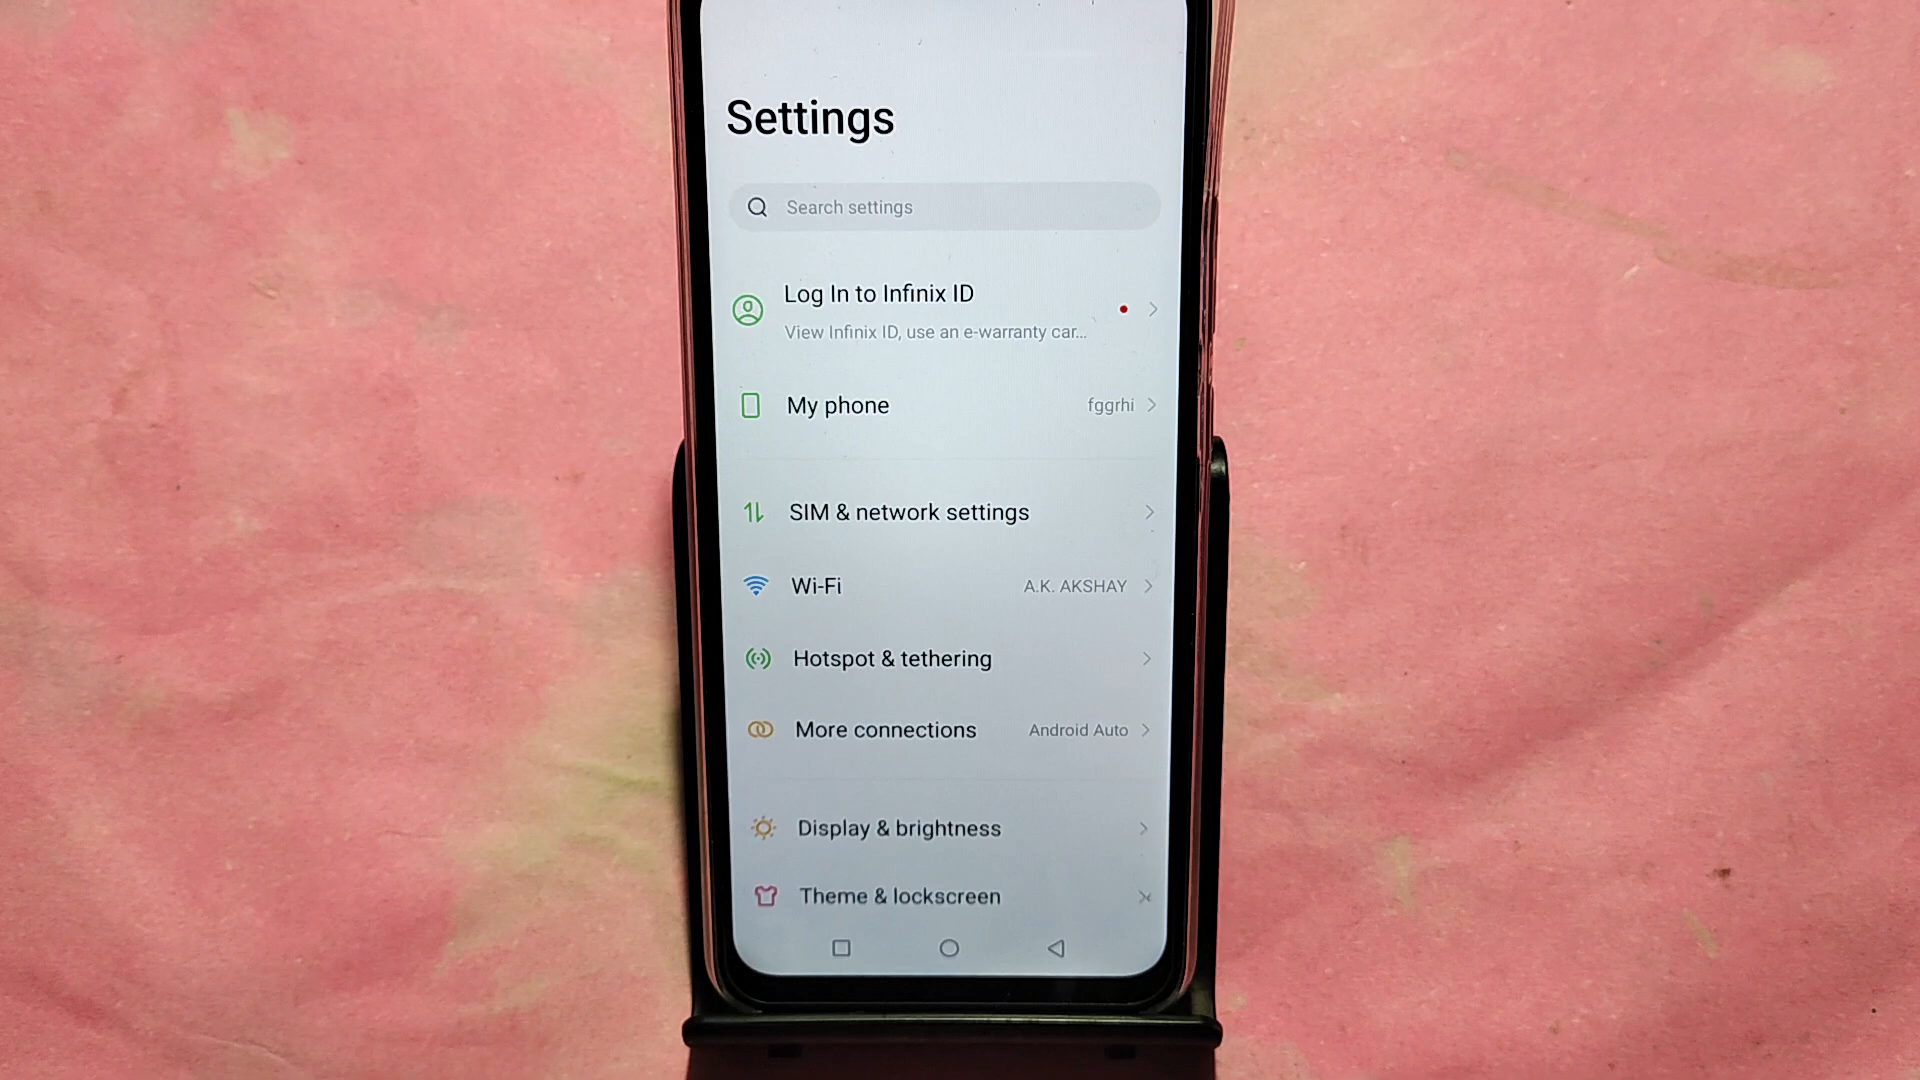 Settings
Search settings
Log In to Infinix ID
View Infinix ID, use an e-warranty car...
My phone
fggrhi
SIM & network settings
Wi-Fi
A.K. AKSHAY
Hotspot & tethering
More connections
Android Auto
Display & brightness
Theme & lockscreen